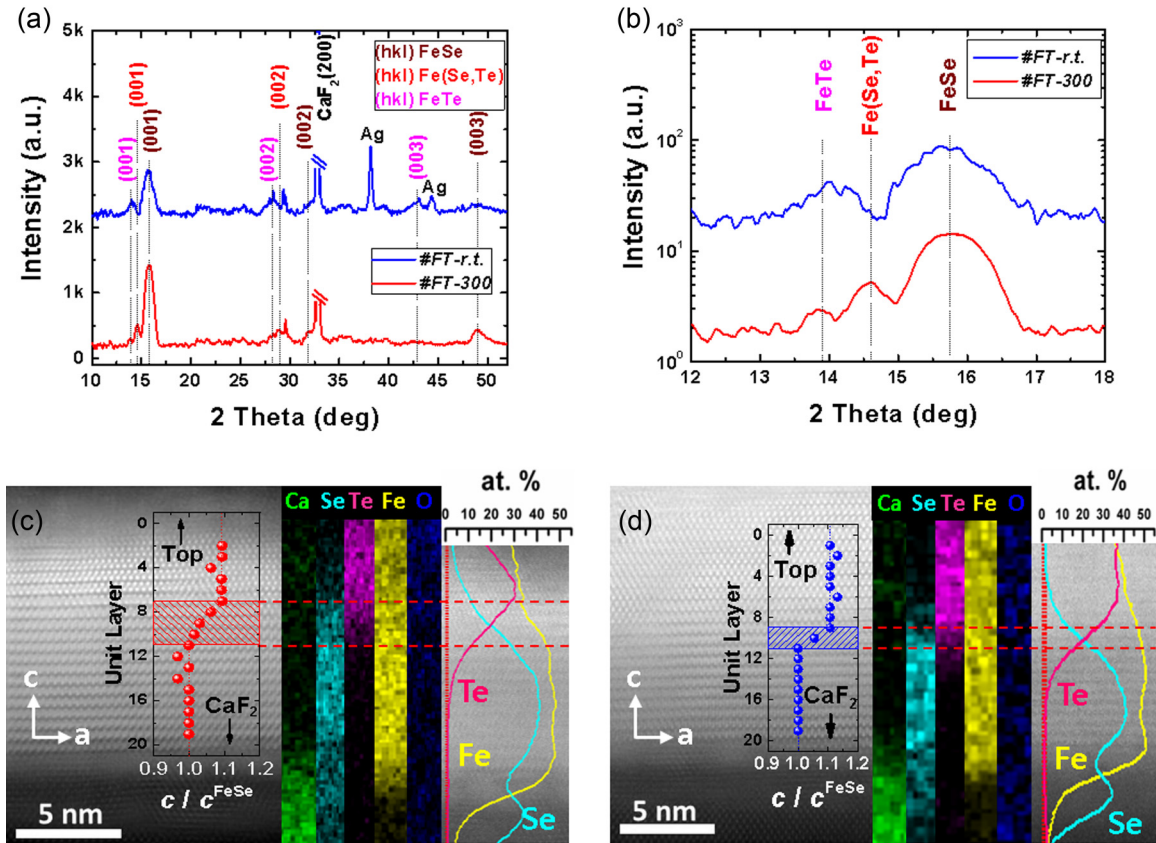 (a)
5k
4k
3k
2k
1k
0
Intensity (a.u.)
(001)
(001)
(001)
(002)
(002)
(002)
CaF2(200)
Ag
Ag
(003)
(003)
(hkl) FeSe
(hkl) Fe(Se,Te)
(hkl) FeTe
#FT-r.t.
#FT-300
10 15 20 25 30 35 40 45 50
2 Theta (deg)
(b)
10³
10²
10¹
10⁰
Intensity (a.u.)
FeTe
Fe(Se,Te)
FeSe
#FT-r.t.
#FT-300
12 13 14 15 16 17 18
2 Theta (deg)
(c)
Ca Se Te Fe O
at. %
0 10 20 30 40 50
0
4
8
12
16
20
Unit Layer
Top
CaF2
0.9 1.0 1.1 1.2
c / c^FeSe
c
a
5 nm
Te
Fe
Se
(d)
Ca Se Te Fe O
at. %
0 10 20 30 40 50
0
4
8
12
16
20
Unit Layer
Top
CaF2
0.9 1.0 1.1 1.2
c / c^FeSe
c
a
5 nm
Te
Fe
Se